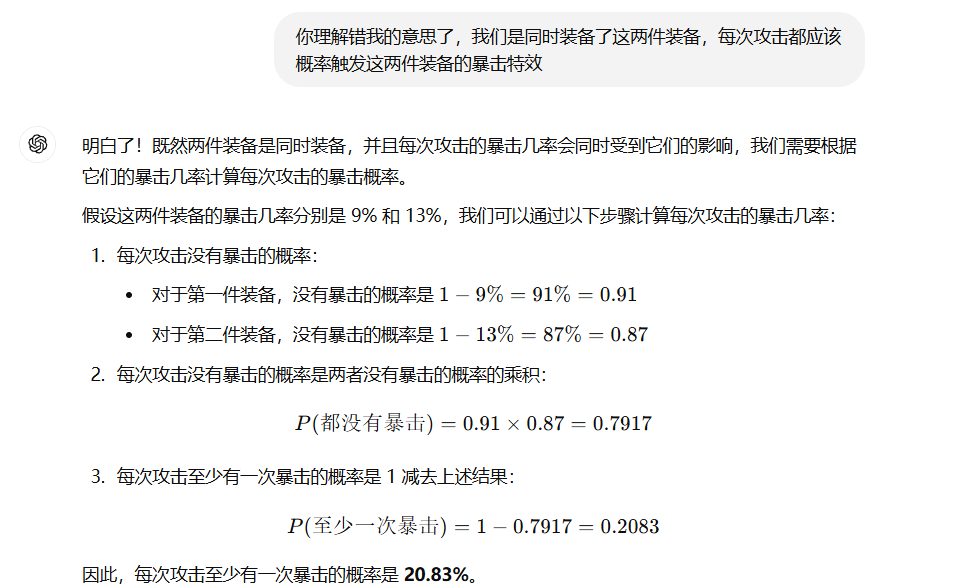 你理解错我的意思了，我们是同时装备了这两件装备，每次攻击都应该
概率触发这两件装备的暴击特效
明白了！既然两件装备是同时装备，并且每次攻击的暴击几率会同时受到它们的影响，我们需要根据
它们的暴击几率计算每次攻击的暴击概率。
假设这两件装备的暴击几率分别是 9% 和 13%，我们可以通过以下步骤计算每次攻击的暴击几率：
1. 每次攻击没有暴击的概率：
• 对于第一件装备，没有暴击的概率是 1 − 9% = 91% = 0.91
• 对于第二件装备，没有暴击的概率是 1 − 13% = 87% = 0.87
2. 每次攻击没有暴击的概率是两者没有暴击的概率的乘积：
P(都没有暴击) = 0.91 × 0.87 = 0.7917
3. 每次攻击至少有一次暴击的概率是 1 减去上述结果：
P(至少一次暴击) = 1 − 0.7917 = 0.2083
因此，每次攻击至少有一次暴击的概率是 20.83%。